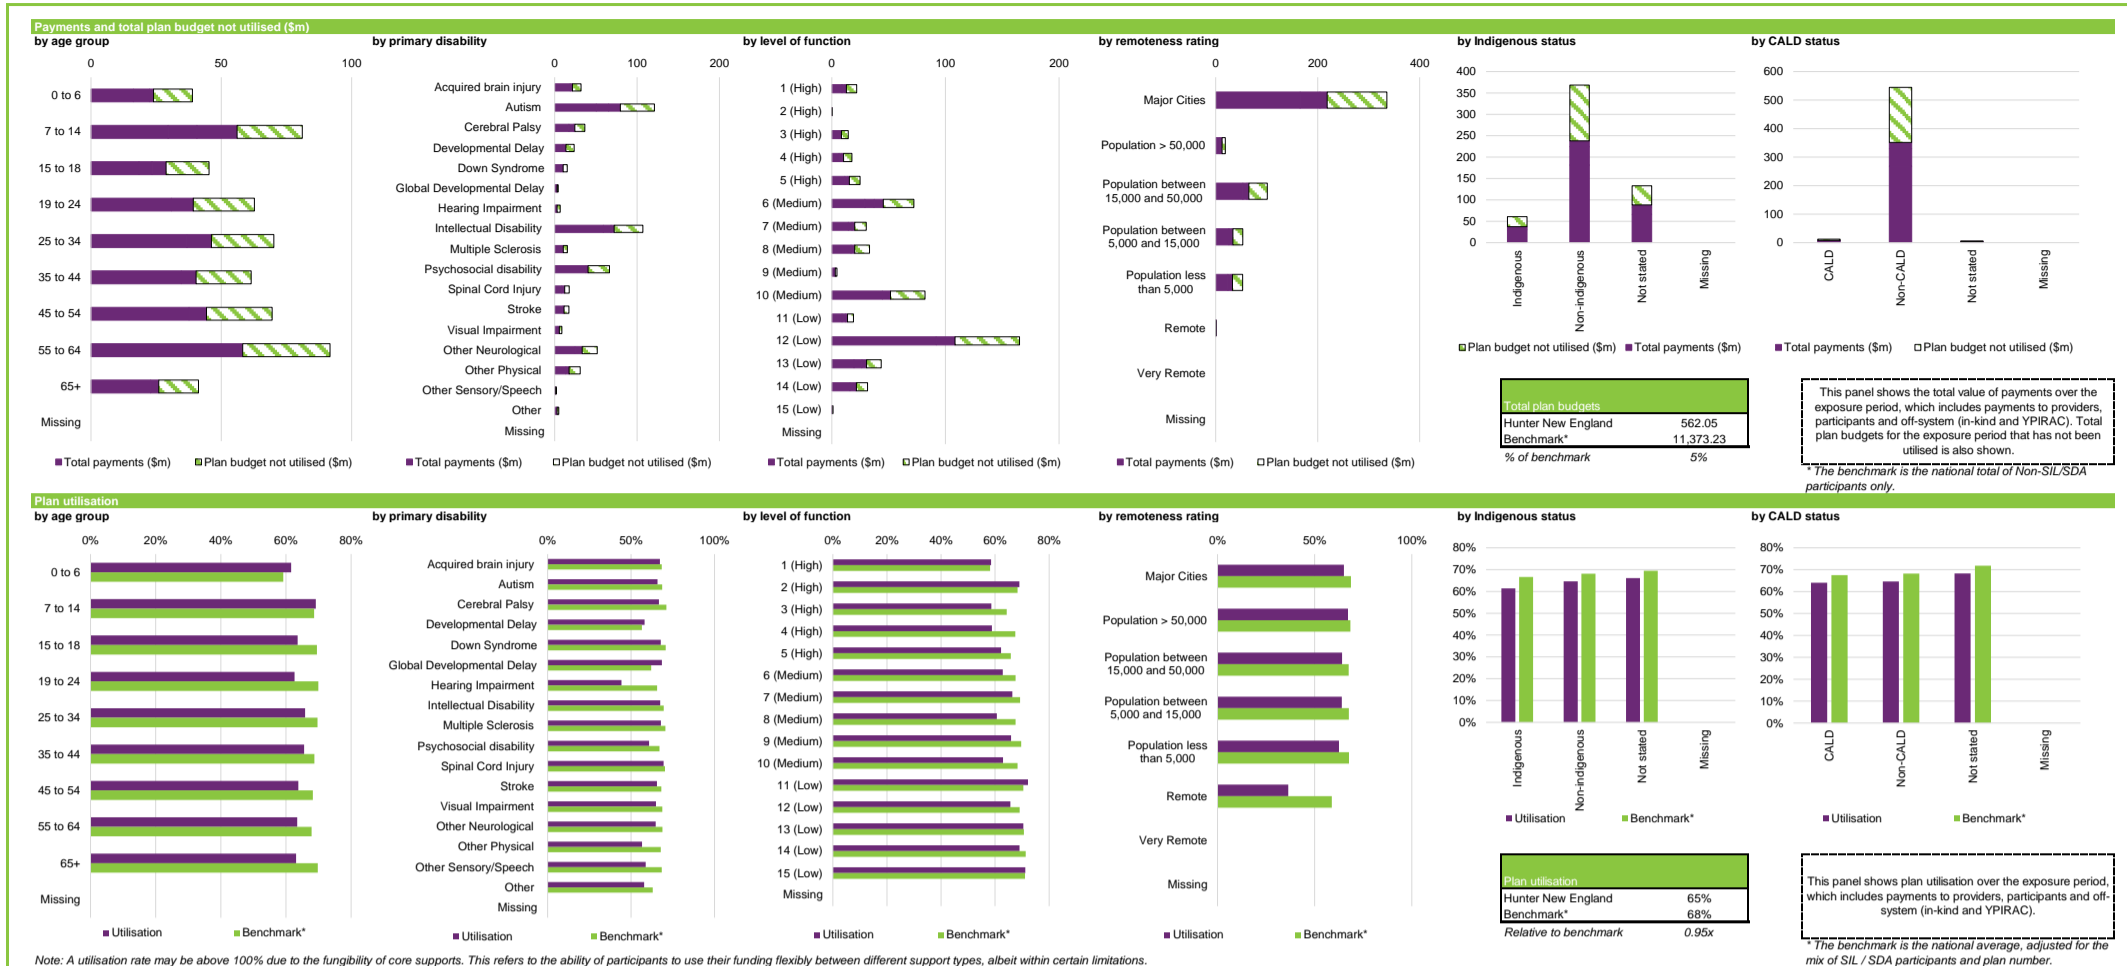 Payments and total plan budget not utilised ($m)
by age group
0
50
100
0 to 6
7 to 14
15 to 18
19 to 24
25 to 34
35 to 44
45 to 54
55 to 64
65+
Missing
Total payments ($m)
Plan budget not utilised ($m)
by primary disability
0
100
200
Acquired brain injury
Autism
Cerebral Palsy
Developmental Delay
Down Syndrome
Global Developmental Delay
Hearing Impairment
Intellectual Disability
Multiple Sclerosis
Psychosocial disability
Spinal Cord Injury
Stroke
Visual Impairment
Other Neurological
Other Physical
Other Sensory/Speech
Other
Missing
Total payments ($m)
Plan budget not utilised ($m)
by level of function
0
100
200
1 (High)
2 (High)
3 (High)
4 (High)
5 (High)
6 (Medium)
7 (Medium)
8 (Medium)
9 (Medium)
10 (Medium)
11 (Low)
12 (Low)
13 (Low)
14 (Low)
15 (Low)
Missing
Total payments ($m)
Plan budget not utilised ($m)
by remoteness rating
0
200
400
Major Cities
Population > 50,000
Population between
15,000 and 50,000
Population between
5,000 and 15,000
Population less
than 5,000
Remote
Very Remote
Missing
Total payments ($m)
Plan budget not utilised ($m)
by Indigenous status
400
350
300
250
200
150
100
50
0
Indigenous
Non-indigenous
Not stated
Missing
Plan budget not utilised ($m)
Total payments ($m)
Total plan budgets
Hunter New England 562.05
Benchmark* 11,373.23
% of benchmark 5%
by CALD status
600
500
400
300
200
100
0
CALD
Non-CALD
Not stated
Missing
Total payments ($m)
Plan budget not utilised ($m)
This panel shows the total value of payments over the
exposure period, which includes payments to providers,
participants and off-system (in-kind and YPIRAC). Total
plan budgets for the exposure period that has not been
utilised is also shown.
* The benchmark is the national total of Non-SIL/SDA
participants only.
Plan utilisation
by age group
0%
20%
40%
60%
80%
0 to 6
7 to 14
15 to 18
19 to 24
25 to 34
35 to 44
45 to 54
55 to 64
65+
Missing
Utilisation
Benchmark*
by primary disability
0%
50%
100%
Acquired brain injury
Autism
Cerebral Palsy
Developmental Delay
Down Syndrome
Global Developmental Delay
Hearing Impairment
Intellectual Disability
Multiple Sclerosis
Psychosocial disability
Spinal Cord Injury
Stroke
Visual Impairment
Other Neurological
Other Physical
Other Sensory/Speech
Other
Missing
Utilisation
Benchmark*
by level of function
0%
20%
40%
60%
80%
1 (High)
2 (High)
3 (High)
4 (High)
5 (High)
6 (Medium)
7 (Medium)
8 (Medium)
9 (Medium)
10 (Medium)
11 (Low)
12 (Low)
13 (Low)
14 (Low)
15 (Low)
Missing
Utilisation
Benchmark*
by remoteness rating
0%
50%
100%
Major Cities
Population > 50,000
Population between
15,000 and 50,000
Population between
5,000 and 15,000
Population less
than 5,000
Remote
Very Remote
Missing
Utilisation
Benchmark*
by Indigenous status
80%
70%
60%
50%
40%
30%
20%
10%
0%
Indigenous
Non-indigenous
Not stated
Missing
Utilisation
Benchmark*
Plan utilisation
Hunter New England 65%
Benchmark* 68%
Relative to benchmark 0.95x
by CALD status
80%
70%
60%
50%
40%
30%
20%
10%
0%
CALD
Non-CALD
Not stated
Missing
Utilisation
Benchmark*
This panel shows plan utilisation over the exposure period,
which includes payments to providers, participants and off-
system (in-kind and YPIRAC).
* The benchmark is the national average, adjusted for the
mix of SIL / SDA participants and plan number.
Note: A utilisation rate may be above 100% due to the fungibility of core supports. This refers to the ability of participants to use their funding flexibly between different support types, albeit within certain limitations.